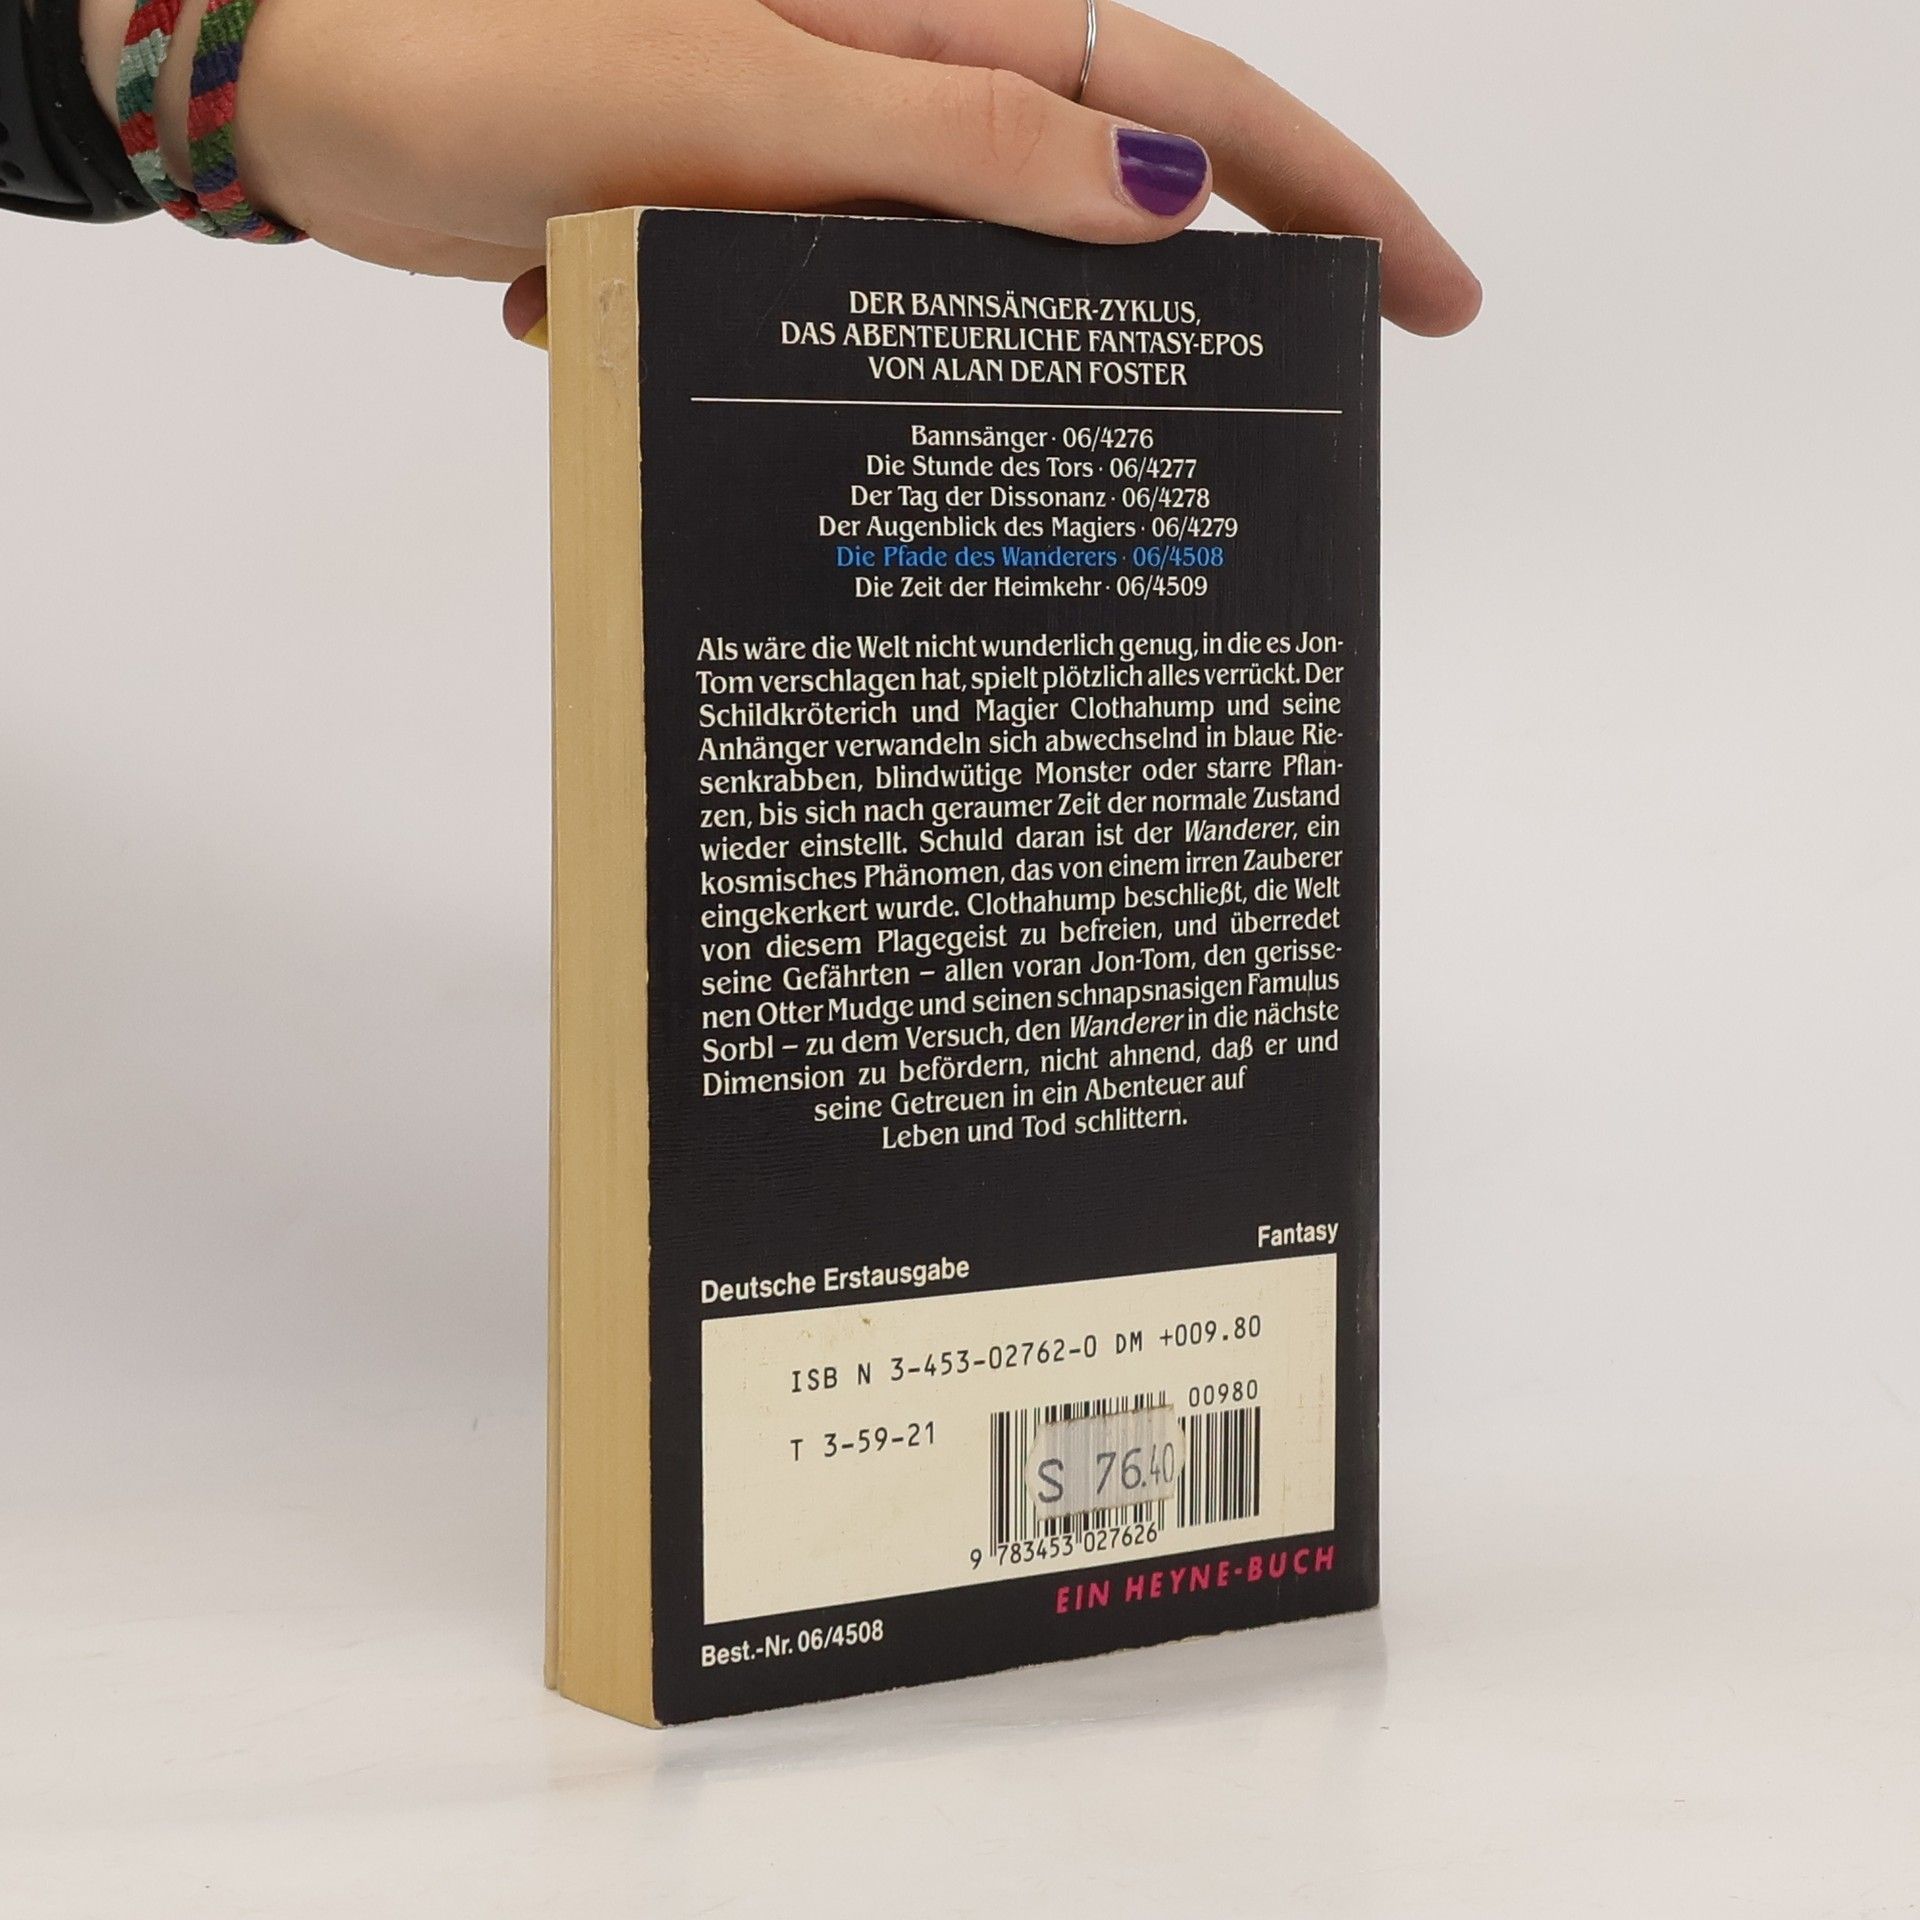 DER BANNSÄNGER-ZYKLUS,
DAS ABENTEUERLICHE FANTASY-EPOS
VON ALAN DEAN FOSTER
Bannsänger · 06/4276
Die Stunde des Tors · 06/4277
Der Tag der Dissonanz · 06/4278
Der Augenblick des Magiers · 06/4279
Die Pfade des Wanderers · 06/4508
Die Zeit der Heimkehr · 06/4509
Als wäre die Welt nicht wunderlich genug, in die es Jon-
Tom verschlagen hat, spielt plötzlich alles verrückt. Der
Schildkröterich und Magier Clothahump und seine
Anhänger verwandeln sich abwechselnd in blaue Rie-
senkrabben, blindwütige Monster oder starre Pflan-
zen, bis sich nach geraumer Zeit der normale Zustand
wieder einstellt. Schuld daran ist der Wanderer, ein
kosmisches Phänomen, das von einem irren Zauberer
eingekerkert wurde. Clothahump beschließt, die Welt
von diesem Plagegeist zu befreien, und überredet
seine Gefährten – allen voran Jon-Tom, den gerisse-
nen Otter Mudge und seinen schnapsnasigen Famulus
Sorbl – zu dem Versuch, den Wanderer in die nächste
Dimension zu befördern, nicht ahnend, daß er und
seine Getreuen in ein Abenteuer auf
Leben und Tod schlittern.
Fantasy
Deutsche Erstausgabe
ISB N 3-453-02762-0 DM +009.80
00980
T 3-59-21
S 76.40
9 783453 027626
EIN HEYNE-BUCH
Best.-Nr. 06/4508